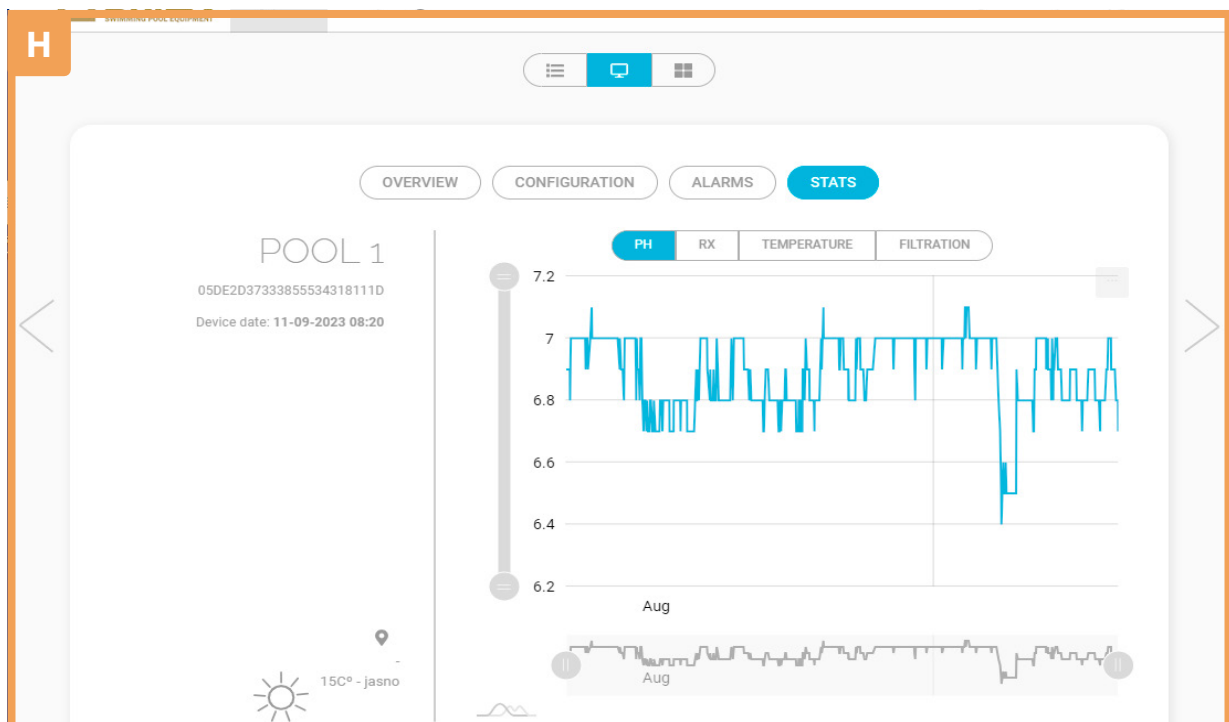 SWIMMING POOL EQUIPMENT
H
OVERVIEW CONFIGURATION ALARMS STATS
POOL 1
05DE2D37333855534318111D
Device date: 11-09-2023 08:20
PH RX TEMPERATURE FILTRATION
7.2
7
6.8
6.6
6.4
6.2
Aug
Aug
-
15Cº - jasno